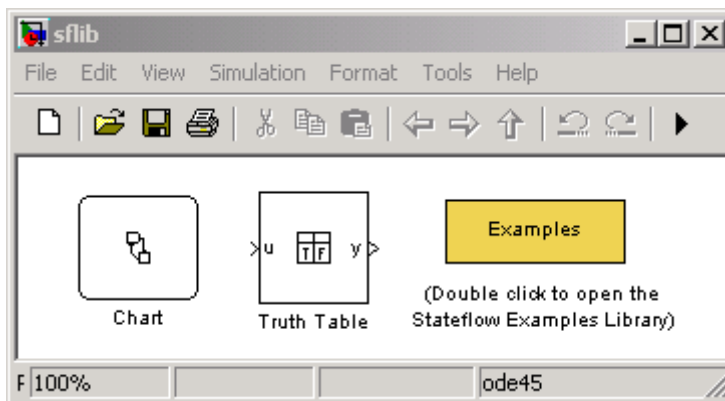 sflib
File Edit View Simulation Format Tools Help
u T F y
Examples
Chart
Truth Table
(Double click to open the
Stateflow Examples Library)
F 100% ode45